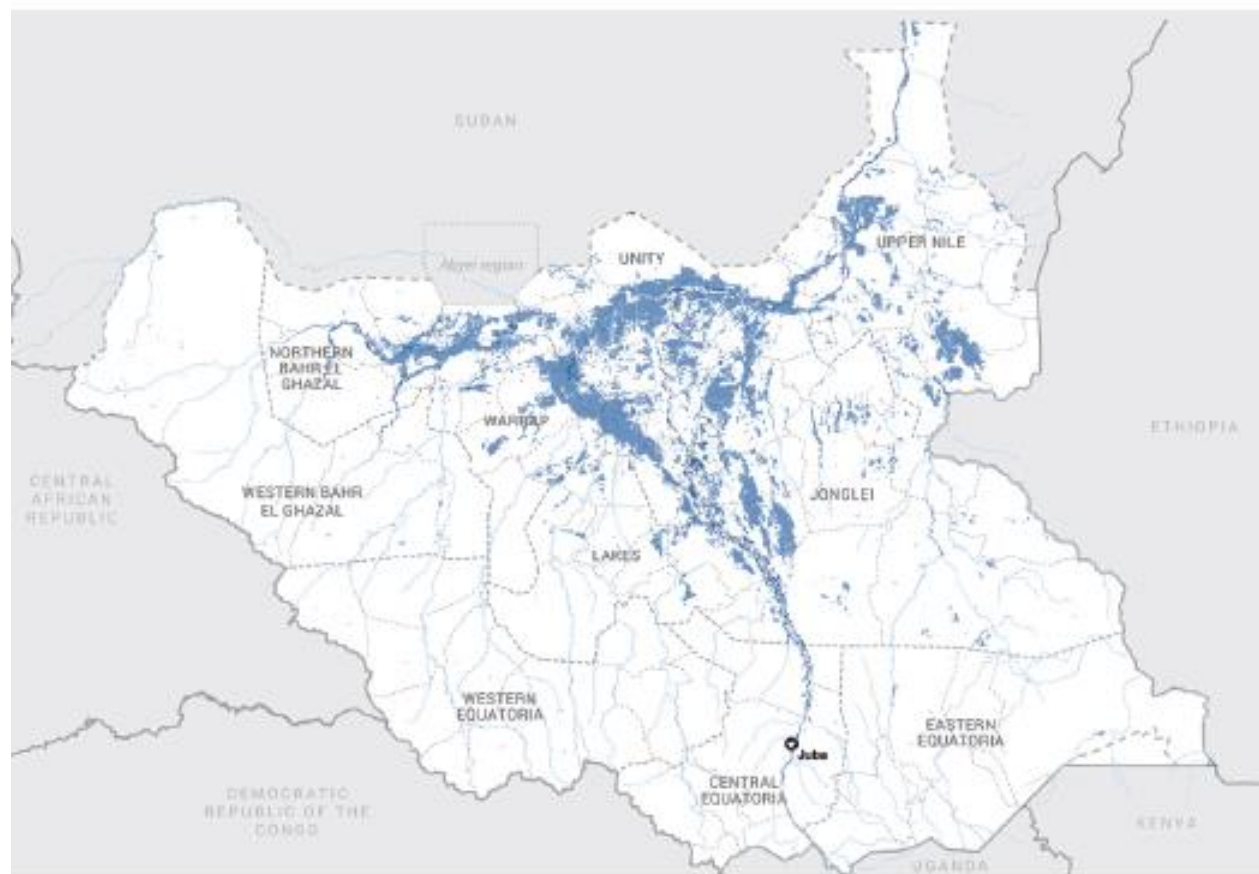 SUDAN
UPPER NILE
UNITY
Abyei region
NORTHERN
BAHR EL
GHAZAL
WARRAP
ETHIOPIA
CENTRAL
AFRICAN
REPUBLIC
WESTERN BAHR
EL GHAZAL
JONGLEI
LAKES
WESTERN
EQUATORIA
EASTERN
EQUATORIA
Juba
CENTRAL
EQUATORIA
DEMOCRATIC
REPUBLIC OF THE
CONGO
KENYA
UGANDA